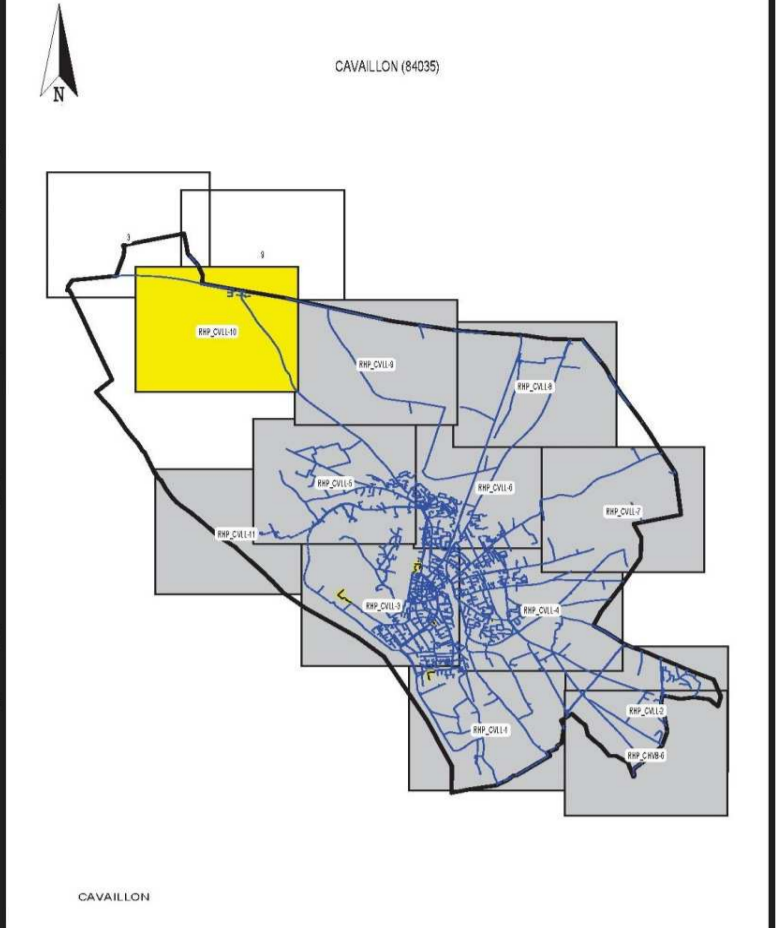 N
CAVAILLON (84035)
3
9
RHP_CVLL-10
RHP_CVLL-9
RHP_CVLL-8
RHP_CVLL-5
RHP_CVLL-6
RHP_CVLL-7
RHP_CVLL-11
RHP_CVLL-3
RHP_CVLL-4
RHP_CVLL-2
RHP_CVLL-1
RHP_CHVB-6
CAVAILLON